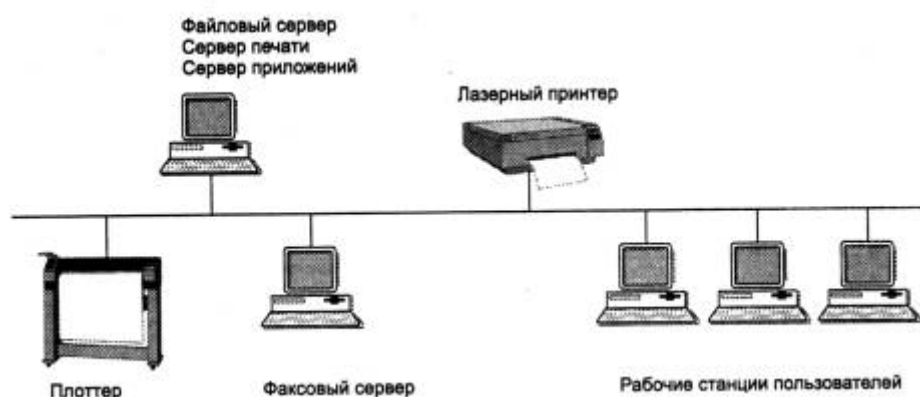 Файловый сервер
Сервер печати
Сервер приложений
Лазерный принтер
Плоттер
Факсовый сервер
Рабочие станции пользователей